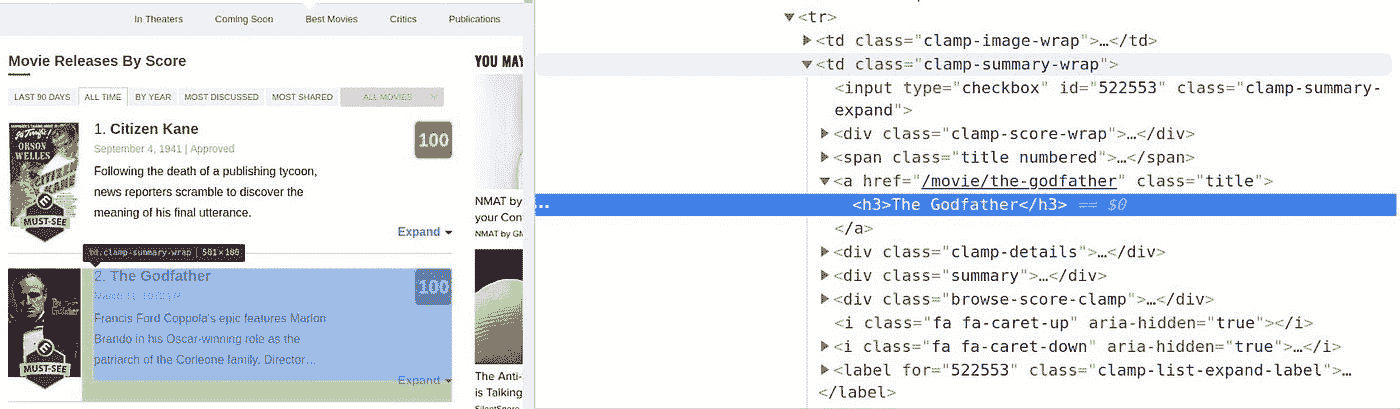 In Theaters Coming Soon Best Movies Critics Publications
Movie Releases By Score
LAST 90 DAYS ALL TIME BY YEAR MOST DISCUSSED MOST SHARED ALL MOVIES
ORSON
WELLES
CITIZEN
KANE
MUST-SEE
1. Citizen Kane
September 4, 1941 | Approved
100
Following the death of a publishing tycoon,
news reporters scramble to discover the
meaning of his final utterance.
Expand
td.clamp-summary-wrap 501×180
The Godfather
MUST-SEE
2. The Godfather
100
Francis Ford Coppola's epic features Marlon
Brando in his Oscar-winning role as the
patriarch of the Corleone family. Director...
Expand
YOU MAY
NMAT by
your Con
NMAT by GM
The Anti-
is Talking
<tr>
<td class="clamp-image-wrap">…</td>
<td class="clamp-summary-wrap">
<input type="checkbox" id="522553" class="clamp-summary-
expand">
<div class="clamp-score-wrap">…</div>
<span class="title numbered">…</span>
<a href="/movie/the-godfather" class="title">
... <h3>The Godfather</h3> == $0
</a>
<div class="clamp-details">…</div>
<div class="summary">…</div>
<div class="browse-score-clamp">…</div>
<i class="fa fa-caret-up" aria-hidden="true"></i>
<i class="fa fa-caret-down" aria-hidden="true">…</i>
<label for="522553" class="clamp-list-expand-label">…
</label>